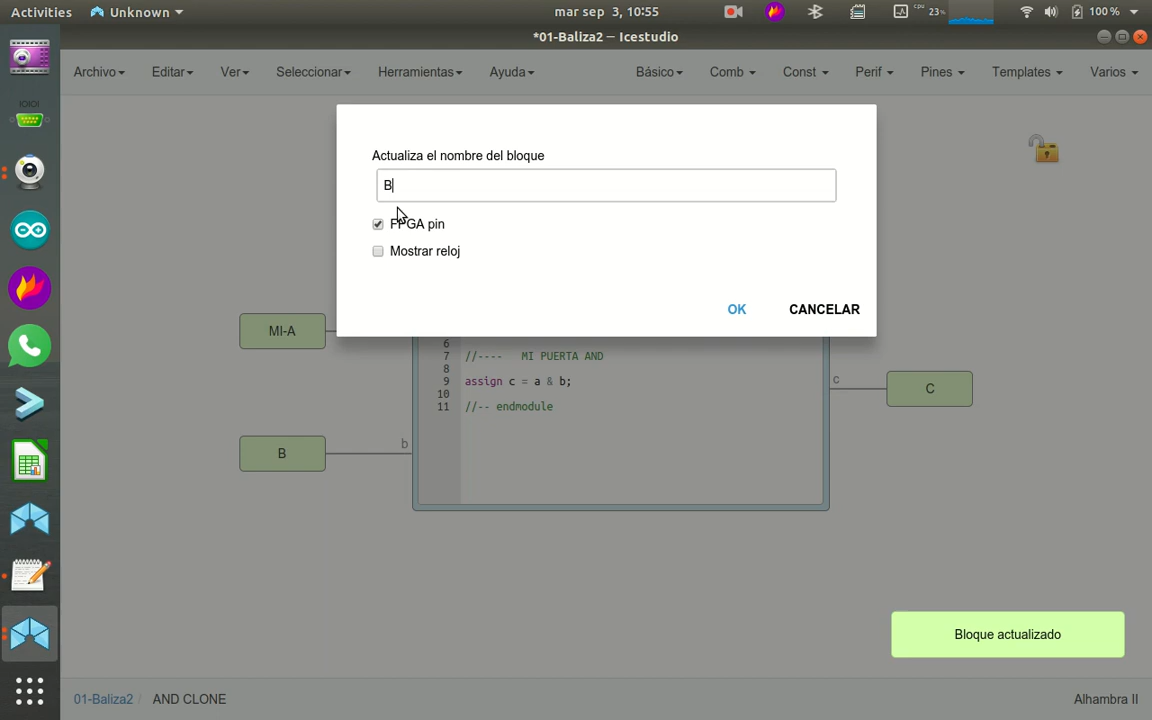 Activities Unknown mar sep 3, 10:55 cpu 23% 100 %
*01-Baliza2 – Icestudio
Archivo Editar Ver Seleccionar Herramientas Ayuda Básico Comb Const Perif Pines Templates Varios
IOIOI
Actualiza el nombre del bloque
B
FPGA pin
Mostrar reloj
OK CANCELAR
MI-A
6
7 //---- MI PUERTA AND
8
9 assign c = a & b;
10
11 //-- endmodule
c
C
b
B
Bloque actualizado
01-Baliza2 / AND CLONE Alhambra II